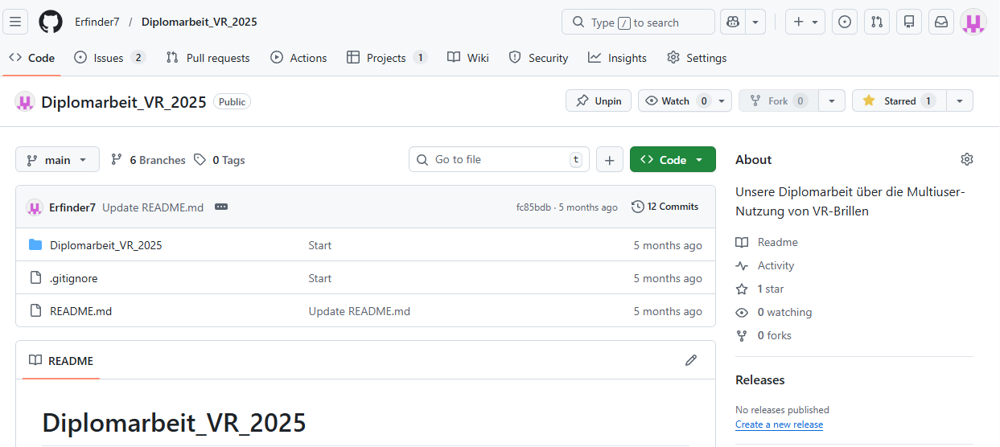 Erfinder7 / Diplomarbeit_VR_2025 Type / to search
Code Issues 2 Pull requests Actions Projects 1 Wiki Security Insights Settings
Diplomarbeit_VR_2025 Public Unpin Watch 0 Fork 0 Starred 1
main 6 Branches 0 Tags Go to file t + Code
Erfinder7 Update README.md fc85bdb · 5 months ago 12 Commits
Diplomarbeit_VR_2025 Start 5 months ago
.gitignore Start 5 months ago
README.md Update README.md 5 months ago
README
Diplomarbeit_VR_2025
About
Unsere Diplomarbeit über die Multiuser-
Nutzung von VR-Brillen
Readme
Activity
1 star
0 watching
0 forks
Releases
No releases published
Create a new release